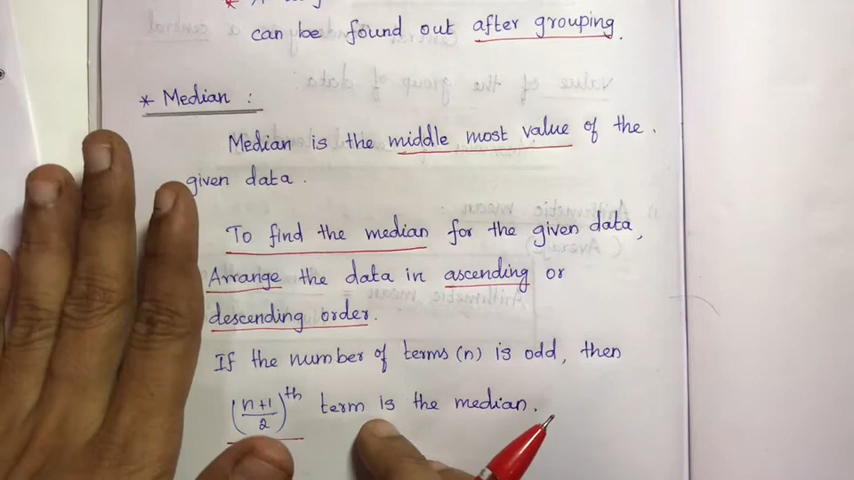 can be found out after grouping.
* Median :
Median is the middle most value of the
given data.
To find the median for the given data,
Arrange the data in ascending or
descending order.
If the number of terms (n) is odd, then
((n+1)/2)^th term is the median.